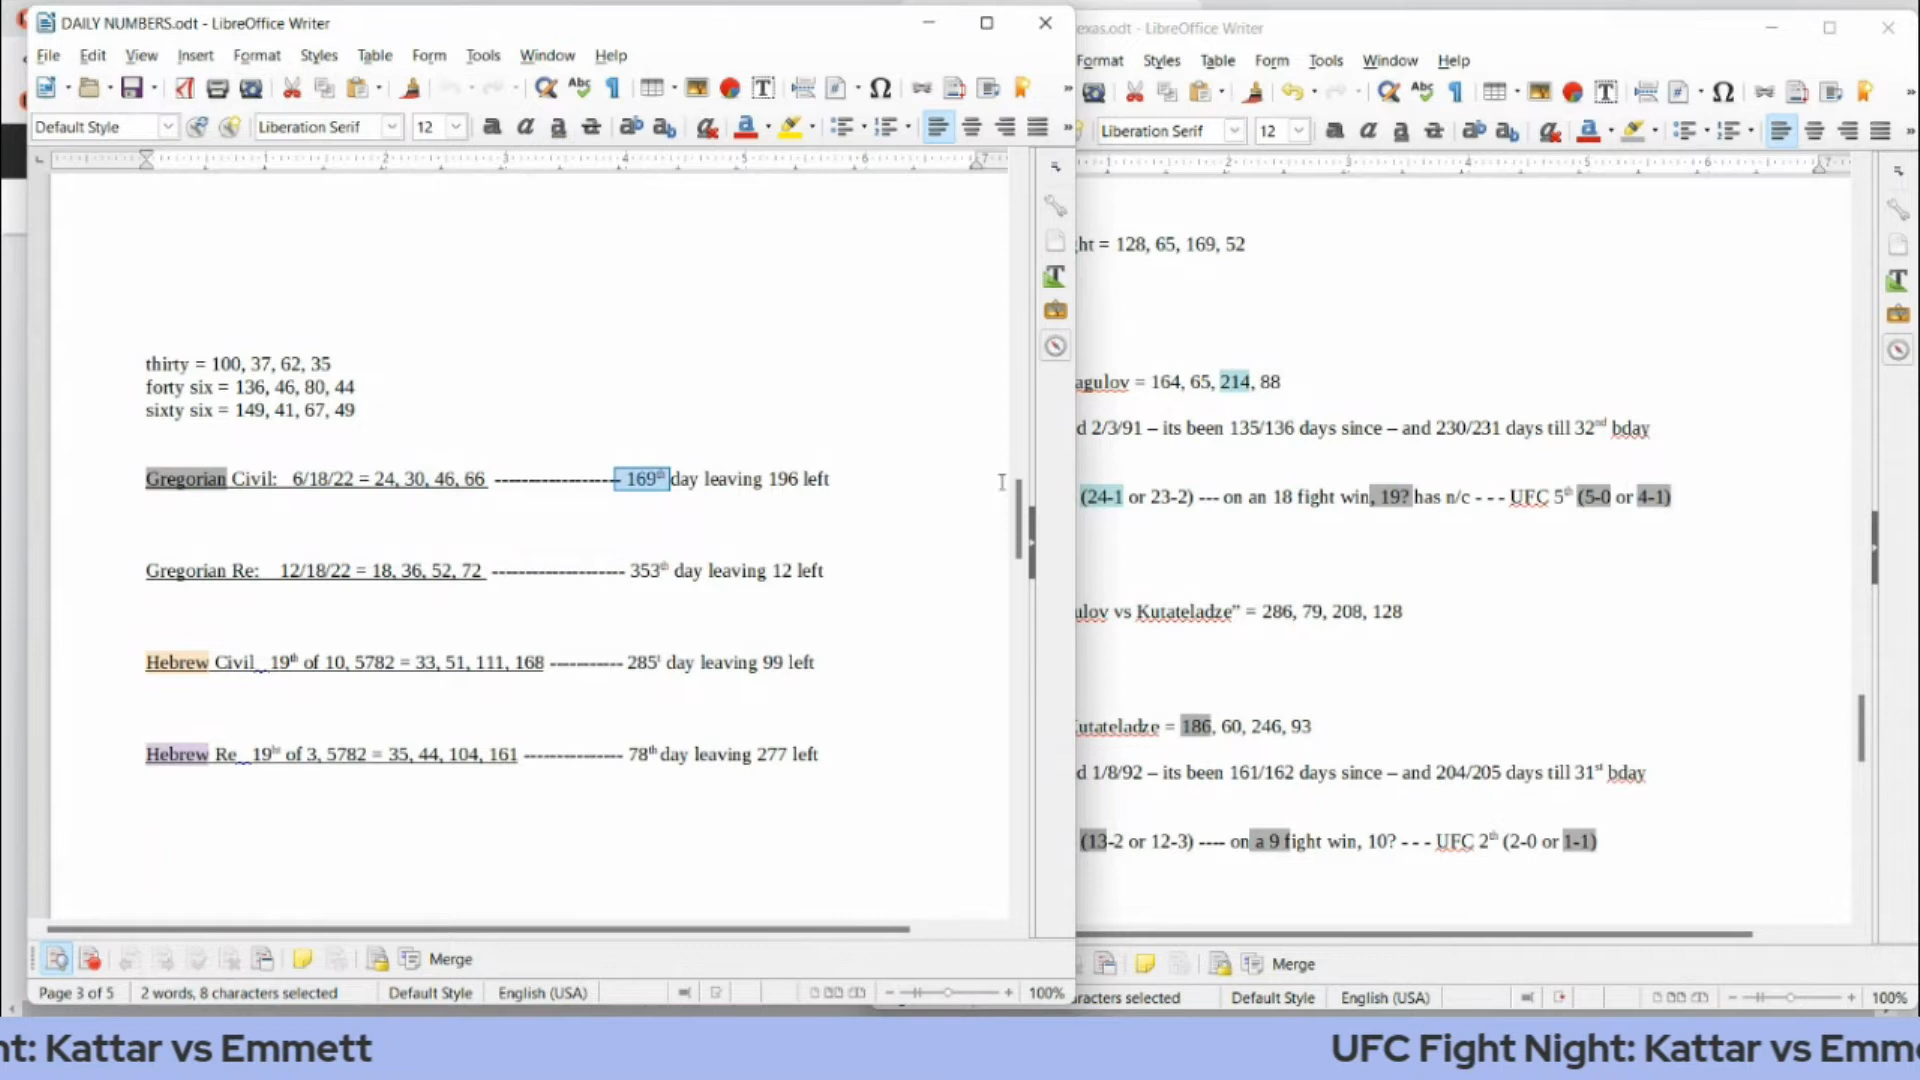 DAILY NUMBERS.odt - LibreOffice Writer
File Edit View Insert Format Styles Table Form Tools Window Help
Default Style Liberation Serif 12
thirty = 100, 37, 62, 35
forty six = 136, 46, 80, 44
sixty six = 149, 41, 67, 49
Gregorian Civil: 6/18/22 = 24, 30, 46, 66 ------------------- 169th day leaving 196 left
Gregorian Re: 12/18/22 = 18, 36, 52, 72 -------------------- 353th day leaving 12 left
Hebrew Civil_ 19th of 10, 5782 = 33, 51, 111, 168 ----------- 285t day leaving 99 left
Hebrew Re_ 19 of 3, 5782 = 35, 44, 104, 161 --------------- 78th day leaving 277 left
Merge
Page 3 of 5 2 words, 8 characters selected Default Style English (USA) 100%
exas.odt - LibreOffice Writer
Format Styles Table Form Tools Window Help
Liberation Serif 12
ht = 128, 65, 169, 52
agulov = 164, 65, 214, 88
d 2/3/91 – its been 135/136 days since – and 230/231 days till 32nd bday
(24-1 or 23-2) --- on an 18 fight win, 19? has n/c - - - UFC 5th (5-0 or 4-1)
ulov vs Kutateladze” = 286, 79, 208, 128
Kutateladze = 186, 60, 246, 93
d 1/8/92 – its been 161/162 days since – and 204/205 days till 31st bday
(13-2 or 12-3) ---- on a 9 fight win, 10? - - - UFC 2th (2-0 or 1-1)
Merge
racters selected Default Style English (USA) 100%
ht: Kattar vs Emmett UFC Fight Night: Kattar vs Emme